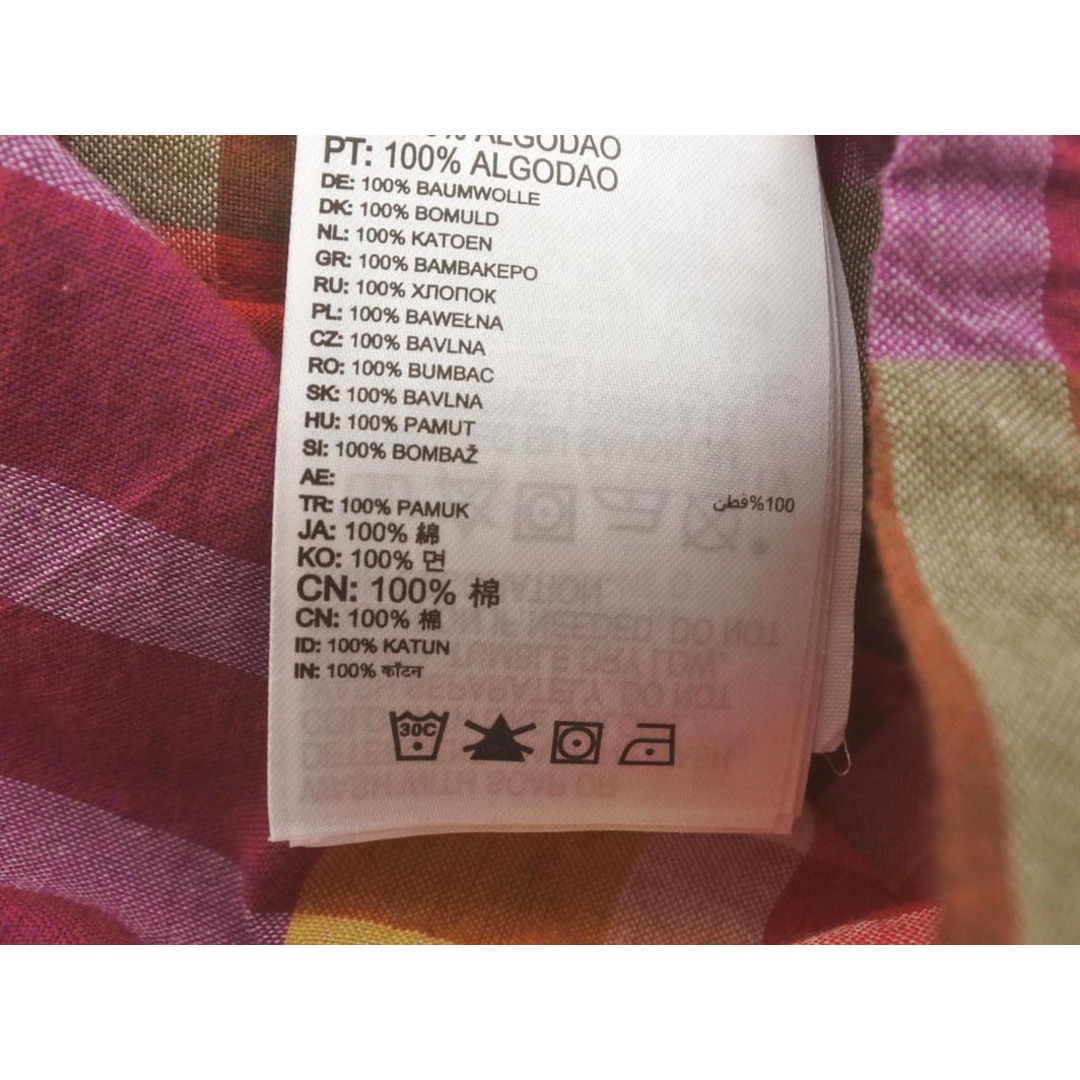 % ALGODAO
PT: 100% ALGODAO
DE: 100% BAUMWOLLE
DK: 100% BOMULD
NL: 100% KATOEN
GR: 100% BAMBAKEPO
RU: 100% ХЛОПОК
PL: 100% BAWEŁNA
CZ: 100% BAVLNA
RO: 100% BUMBAC
SK: 100% BAVLNA
HU: 100% PAMUT
SI: 100% BOMBAŽ
AE:
100%قطن
TR: 100% PAMUK
JA: 100% 綿
KO: 100% 면
CN: 100% 棉
CN: 100% 棉
ID: 100% KATUN
IN: 100% कॉटन
30C